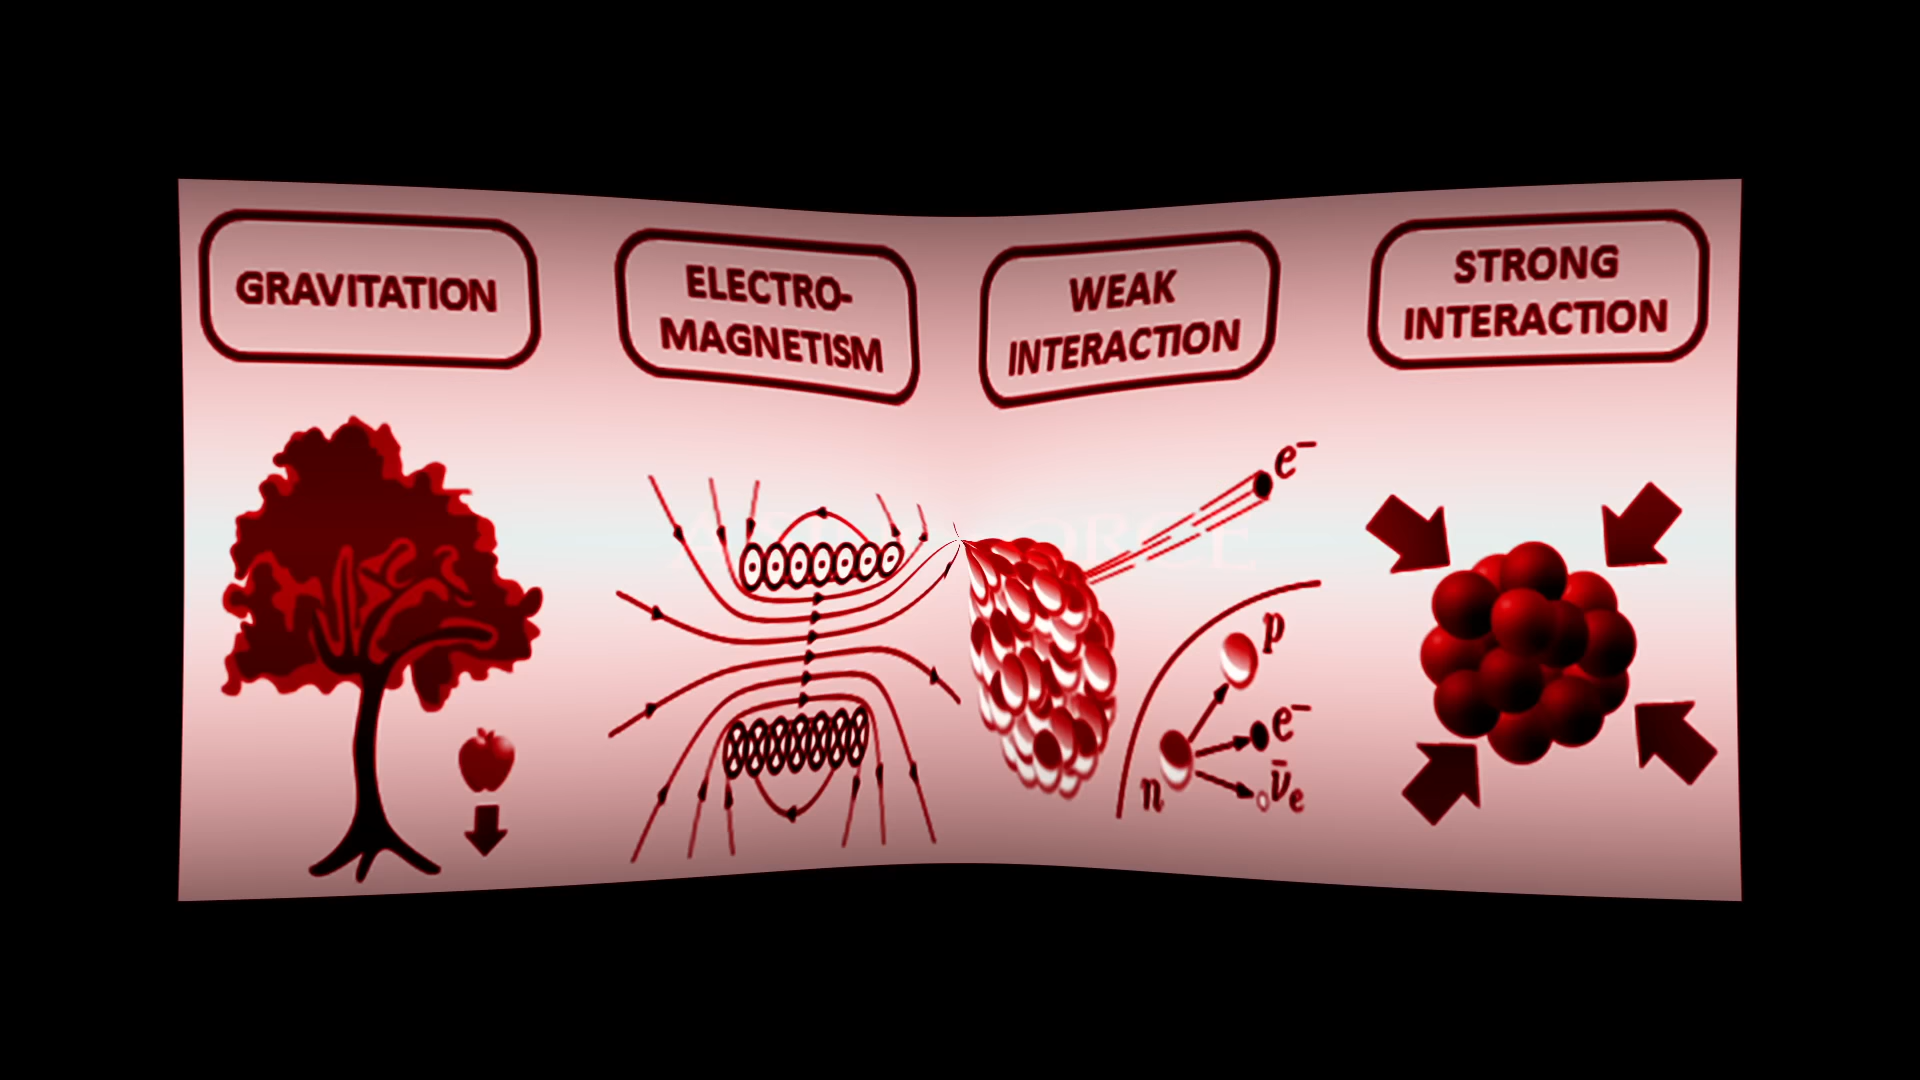 GRAVITATION
ELECTRO-
MAGNETISM
WEAK
INTERACTION
STRONG
INTERACTION
e⁻
p
e⁻
n
ν̄e